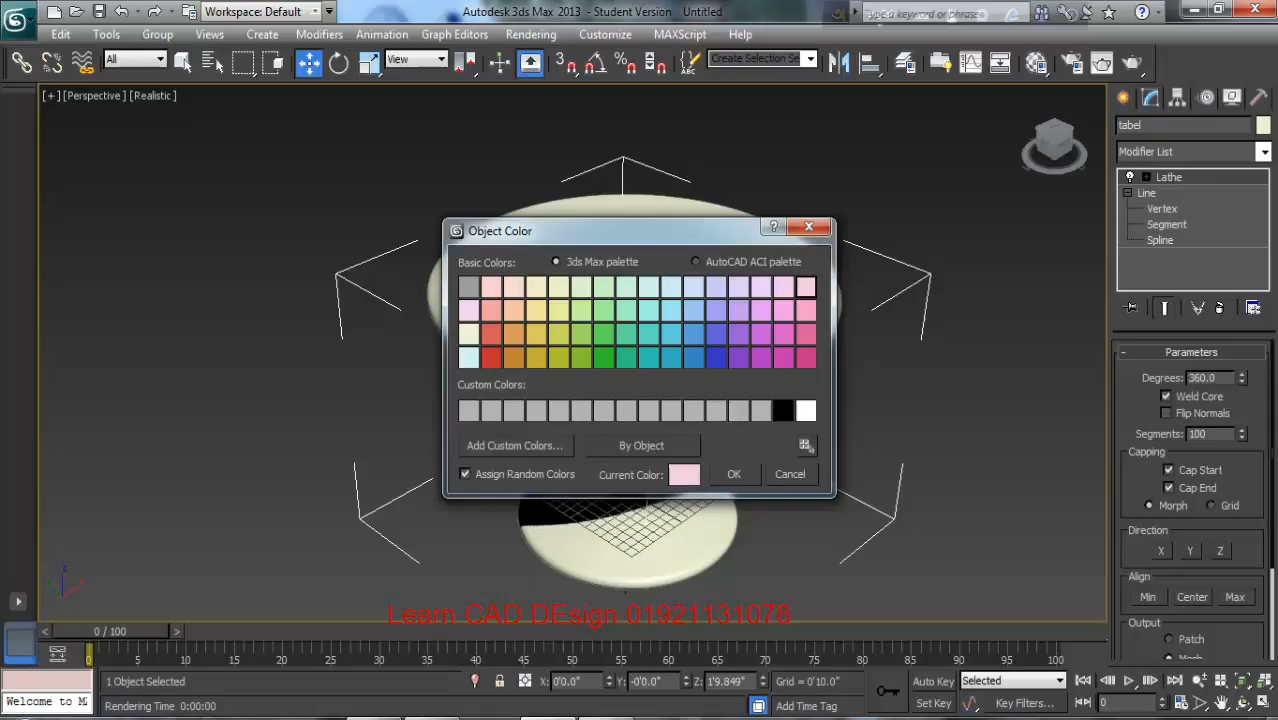 Workspace: Default
Autodesk 3ds Max 2013 - Student Version Untitled
Type a keyword or phrase
Edit Tools Group Views Create Modifiers Animation Graph Editors Rendering Customize MAXScript Help
All View Create Selection Se
[+] [Perspective] [Realistic]
tabel
Modifier List
Lathe
Line
Vertex
Segment
Spline
Object Color
Basic Colors: 3ds Max palette AutoCAD ACI palette
Custom Colors:
Add Custom Colors... By Object
Assign Random Colors Current Color: OK Cancel
Parameters
Degrees: 360.0
Weld Core
Flip Normals
Segments: 100
Capping
Cap Start
Cap End
Morph Grid
Direction
X Y Z
Align
Min Center Max
Output
Patch
Learn CAD DEsign 01921131078
< 0 / 100 >
0 5 10 15 20 25 30 35 40 45 50 55 60 65 70 75 80 85 90 95 100
1 Object Selected X: 0'0.0" Y: -0'0.0" Z: 1'9.849" Grid = 0'10.0" Auto Key Selected
Welcome to M
Rendering Time 0:00:00 Add Time Tag Set Key Key Filters... 0